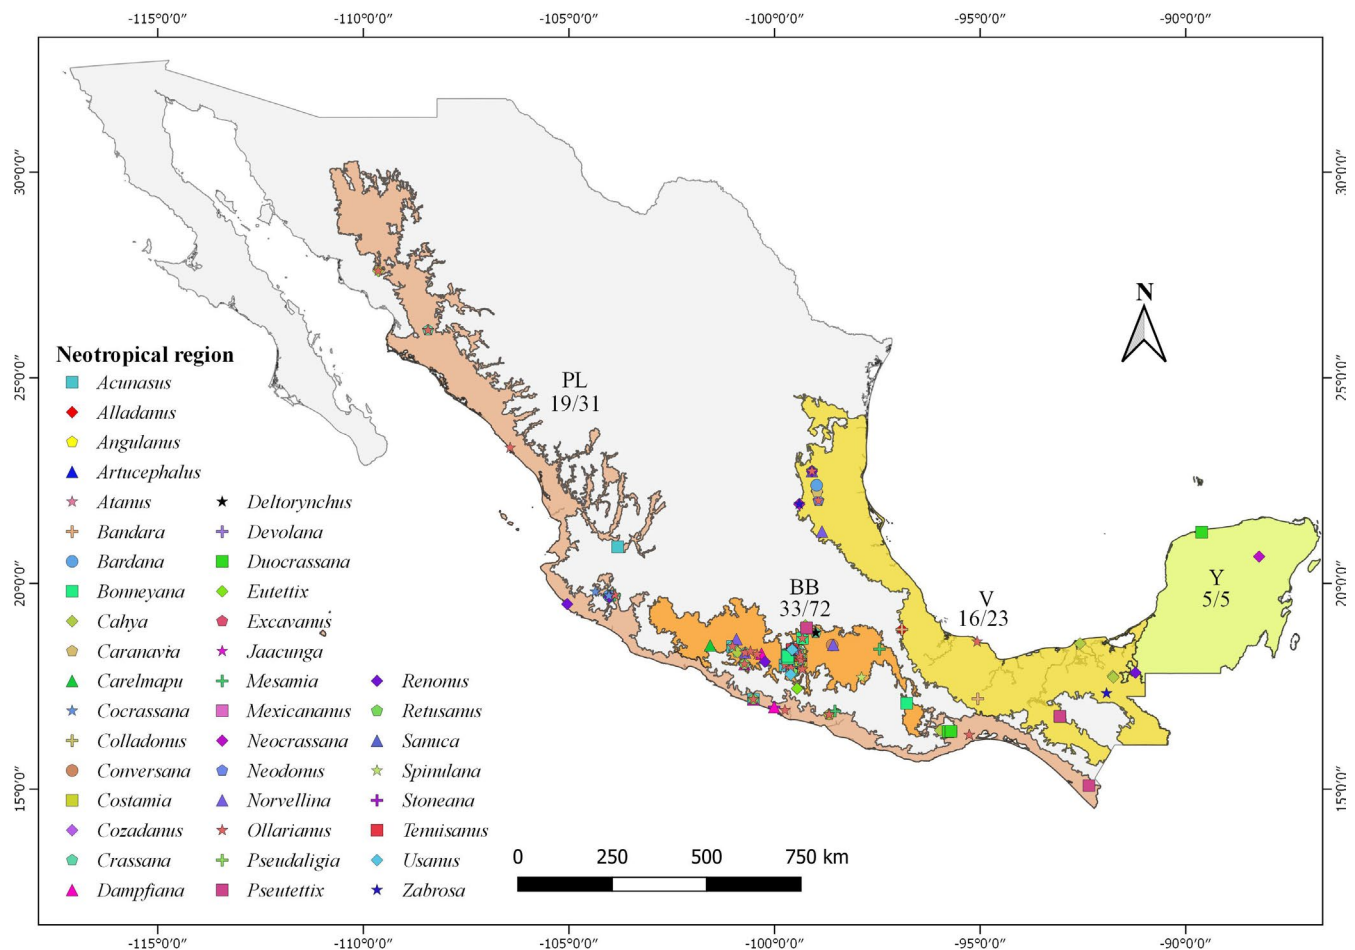 -115°0′0″ -110°0′0″ -105°0′0″ -100°0′0″ -95°0′0″ -90°0′0″
30°0′0″ 30°0′0″
25°0′0″ 25°0′0″
20°0′0″ 20°0′0″
15°0′0″ 15°0′0″
N
PL
19/31
BB
33/72
V
16/23
Y
5/5
Neotropical region
Acunasus
Alladanus
Angulanus
Artucephalus
Atanus
Bandara
Bardana
Bonneyana
Cahya
Caranavia
Carelmapu
Cocrassana
Colladonus
Conversana
Costamia
Cozadanus
Crassana
Dampfiana
Deltorynchus
Devolana
Duocrassana
Eutettix
Excavanus
Jaacunga
Mesamia
Mexicananus
Neocrassana
Neodonus
Norvellina
Ollarianus
Pseudaligia
Pseutettix
Renonus
Retusanus
Sanuca
Spinulana
Stoneana
Tenuisanus
Usanus
Zabrosa
0 250 500 750 km
-115°0′0″ -110°0′0″ -105°0′0″ -100°0′0″ -95°0′0″ -90°0′0″